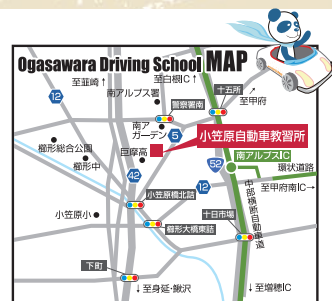 Ogasawara Driving School MAP
至韮崎↑
至白根IC↑
十五所
↗
至甲府
南アルプス署
12
警察署南
南ア
ガーデン
5
小笠原自動車教習所
櫛形総合公園
巨摩高
櫛形中
52
南アルプスIC
環状道路
42
12
至甲府南IC→
小笠原橋北詰
中部横断自動車道
小笠原小
十日市場
櫛形大橋東詰
下町
↓至身延・鰍沢
↓至増穂IC